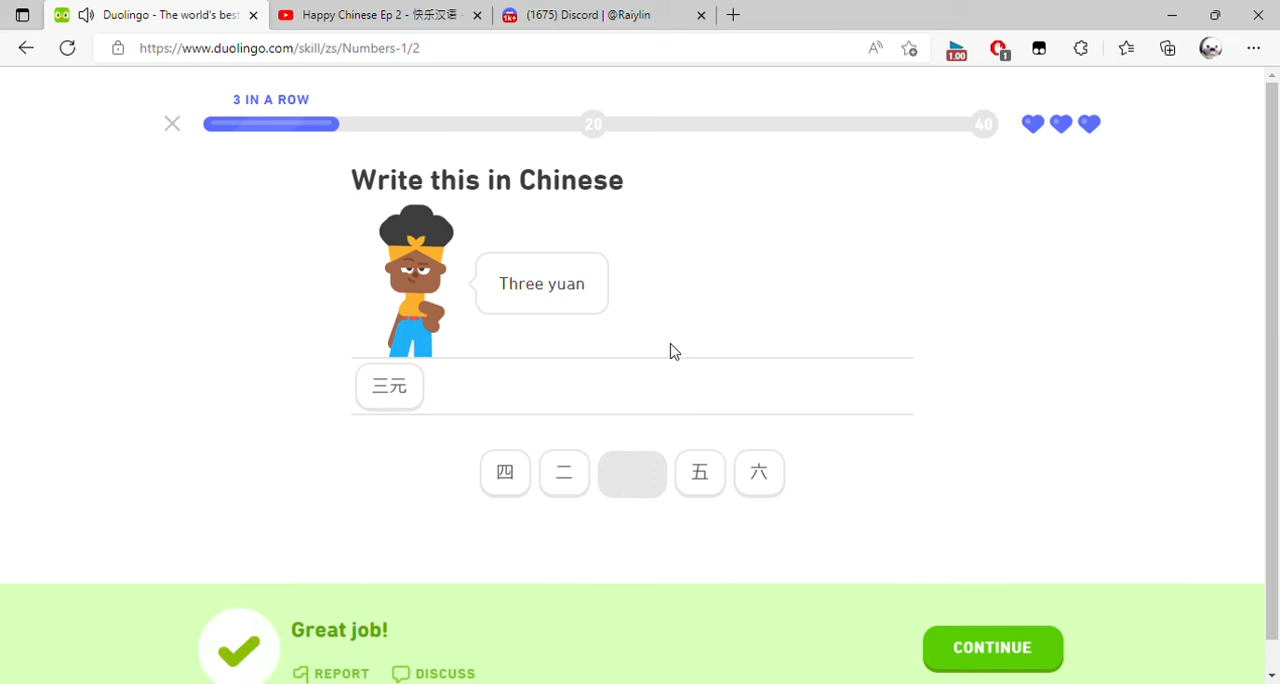 Duolingo - The world's best
Happy Chinese Ep 2 - 快乐汉语
(1675) Discord | @Raiylin
https://www.duolingo.com/skill/zs/Numbers-1/2
1.00
1
3 IN A ROW
20
40
Write this in Chinese
Three yuan
三元
四 二 五 六
Great job!
REPORT DISCUSS
CONTINUE